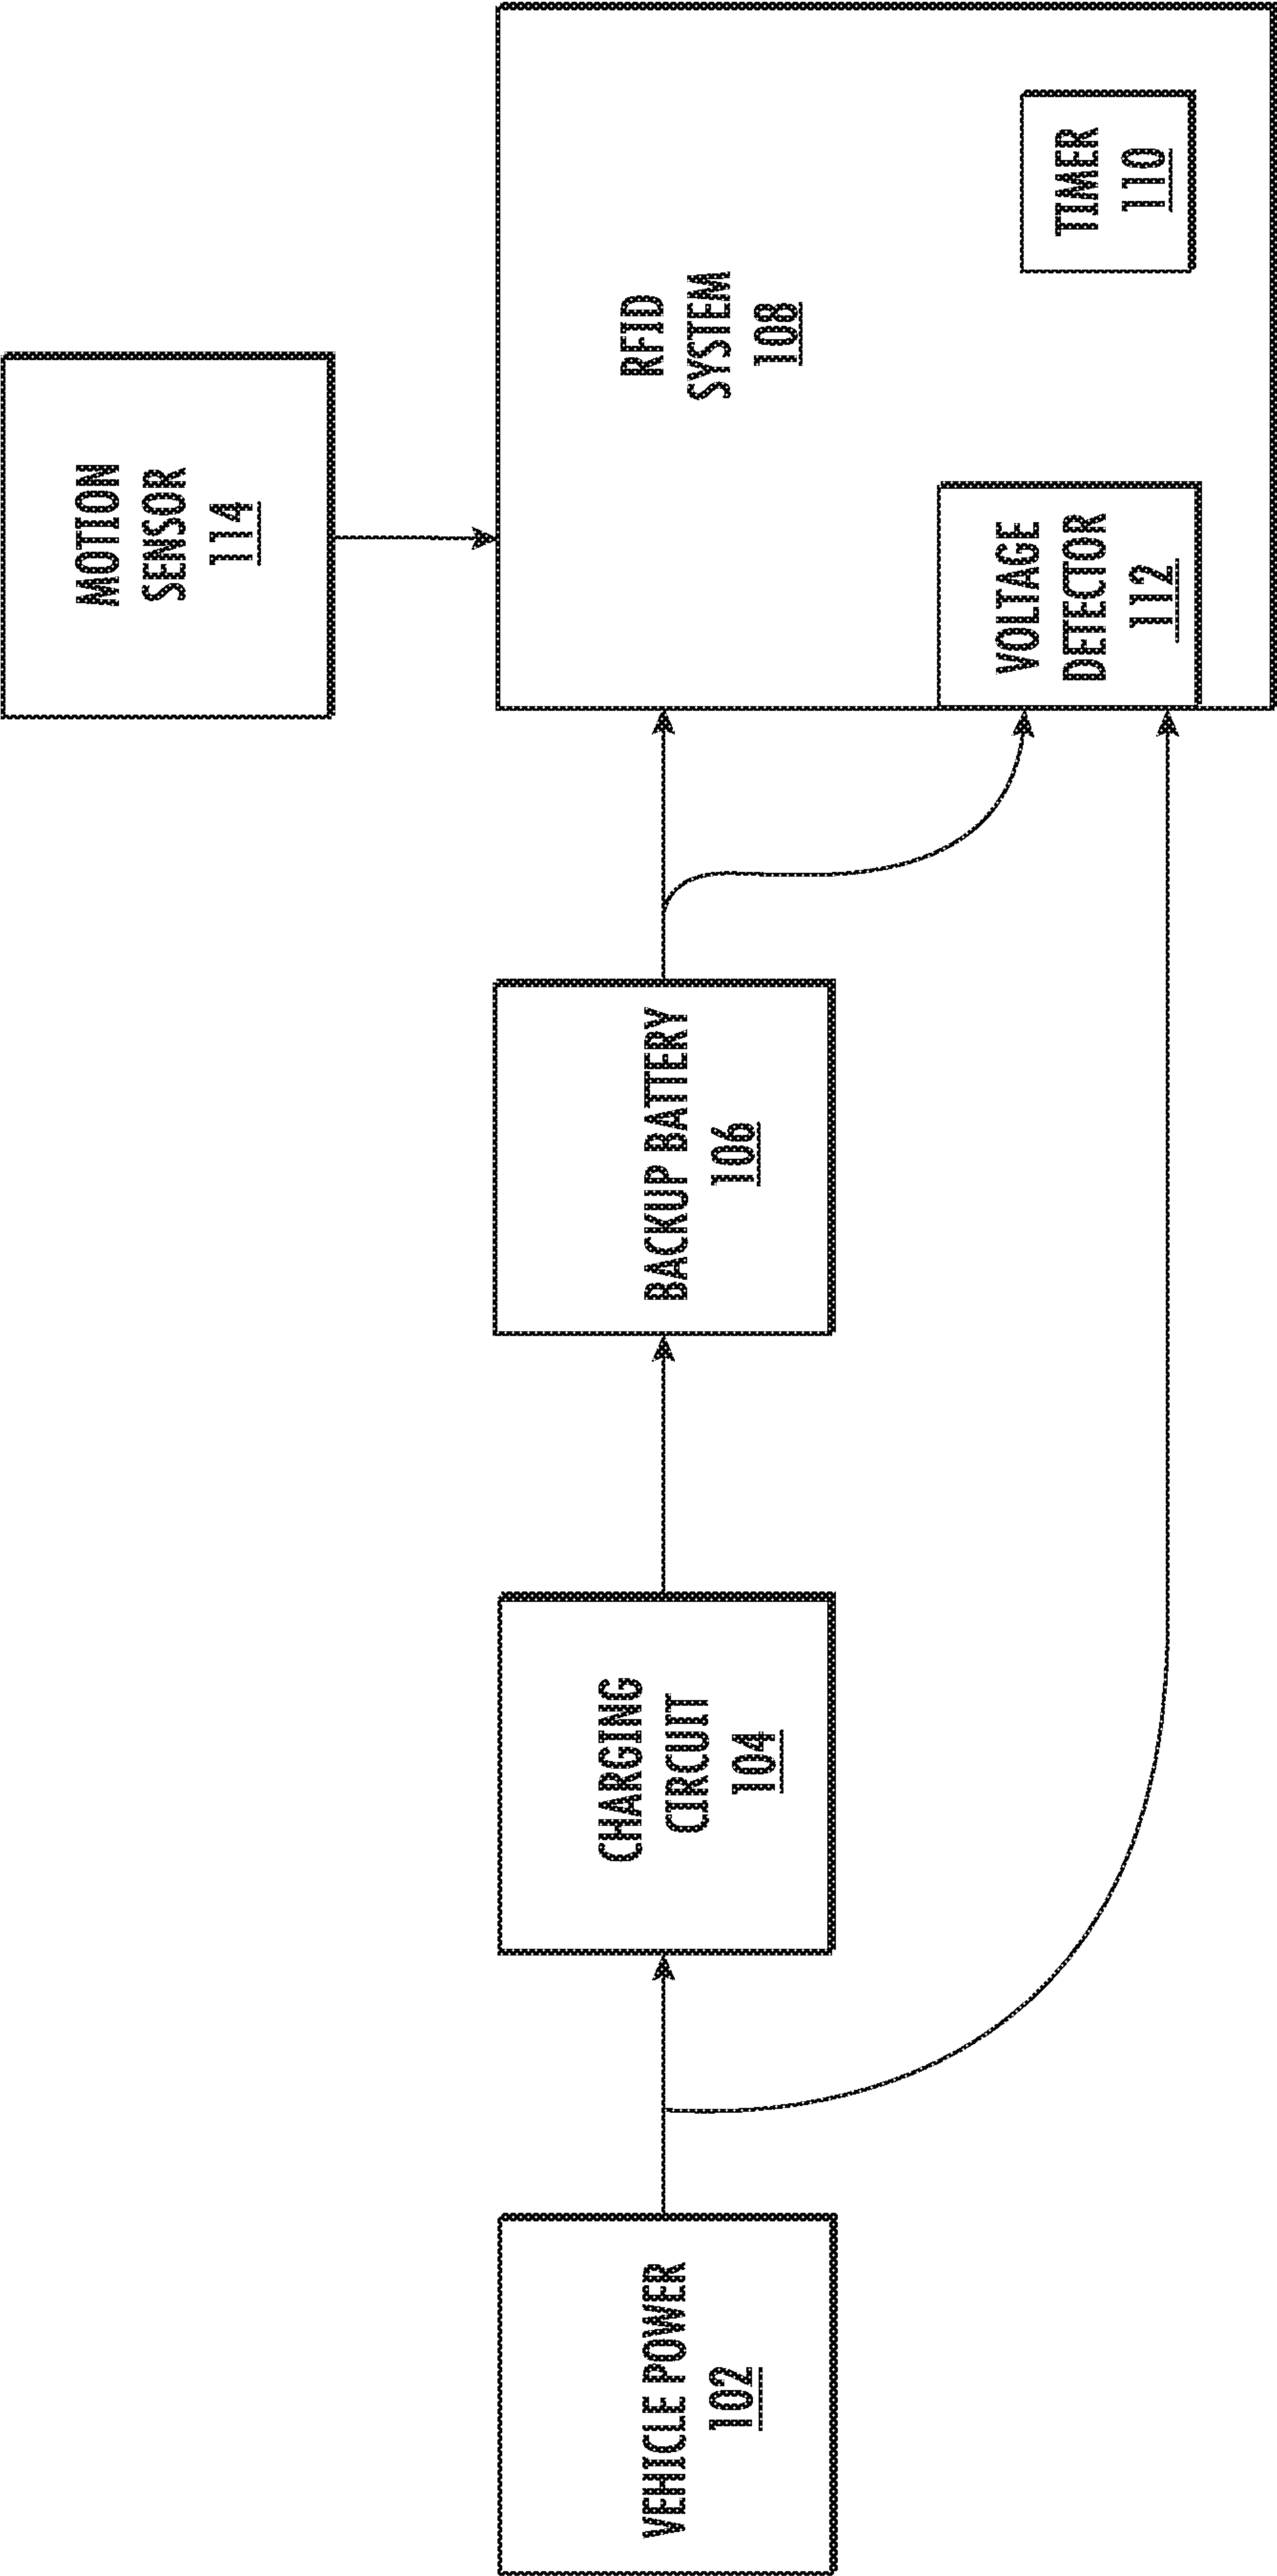 MOTION
SENSOR
114
RFID
SYSTEM
108
TIMER
110
VOLTAGE
DETECTOR
112
BACKUP BATTERY
106
CHARGING
CIRCUIT
104
VEHICLE POWER
102